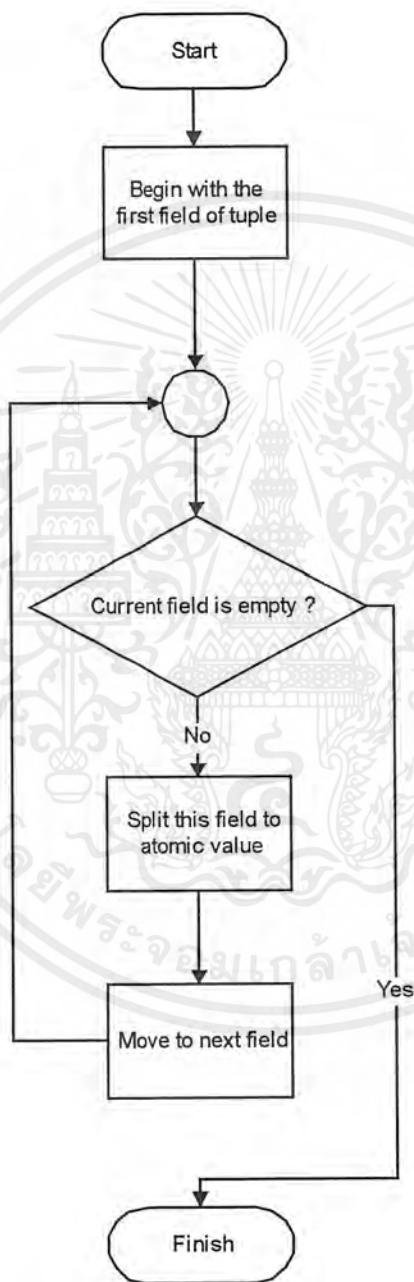 Start
Begin with the
first field of tuple
Current field is empty ?
No
Split this field to
atomic value
Yes
Move to next field
Finish